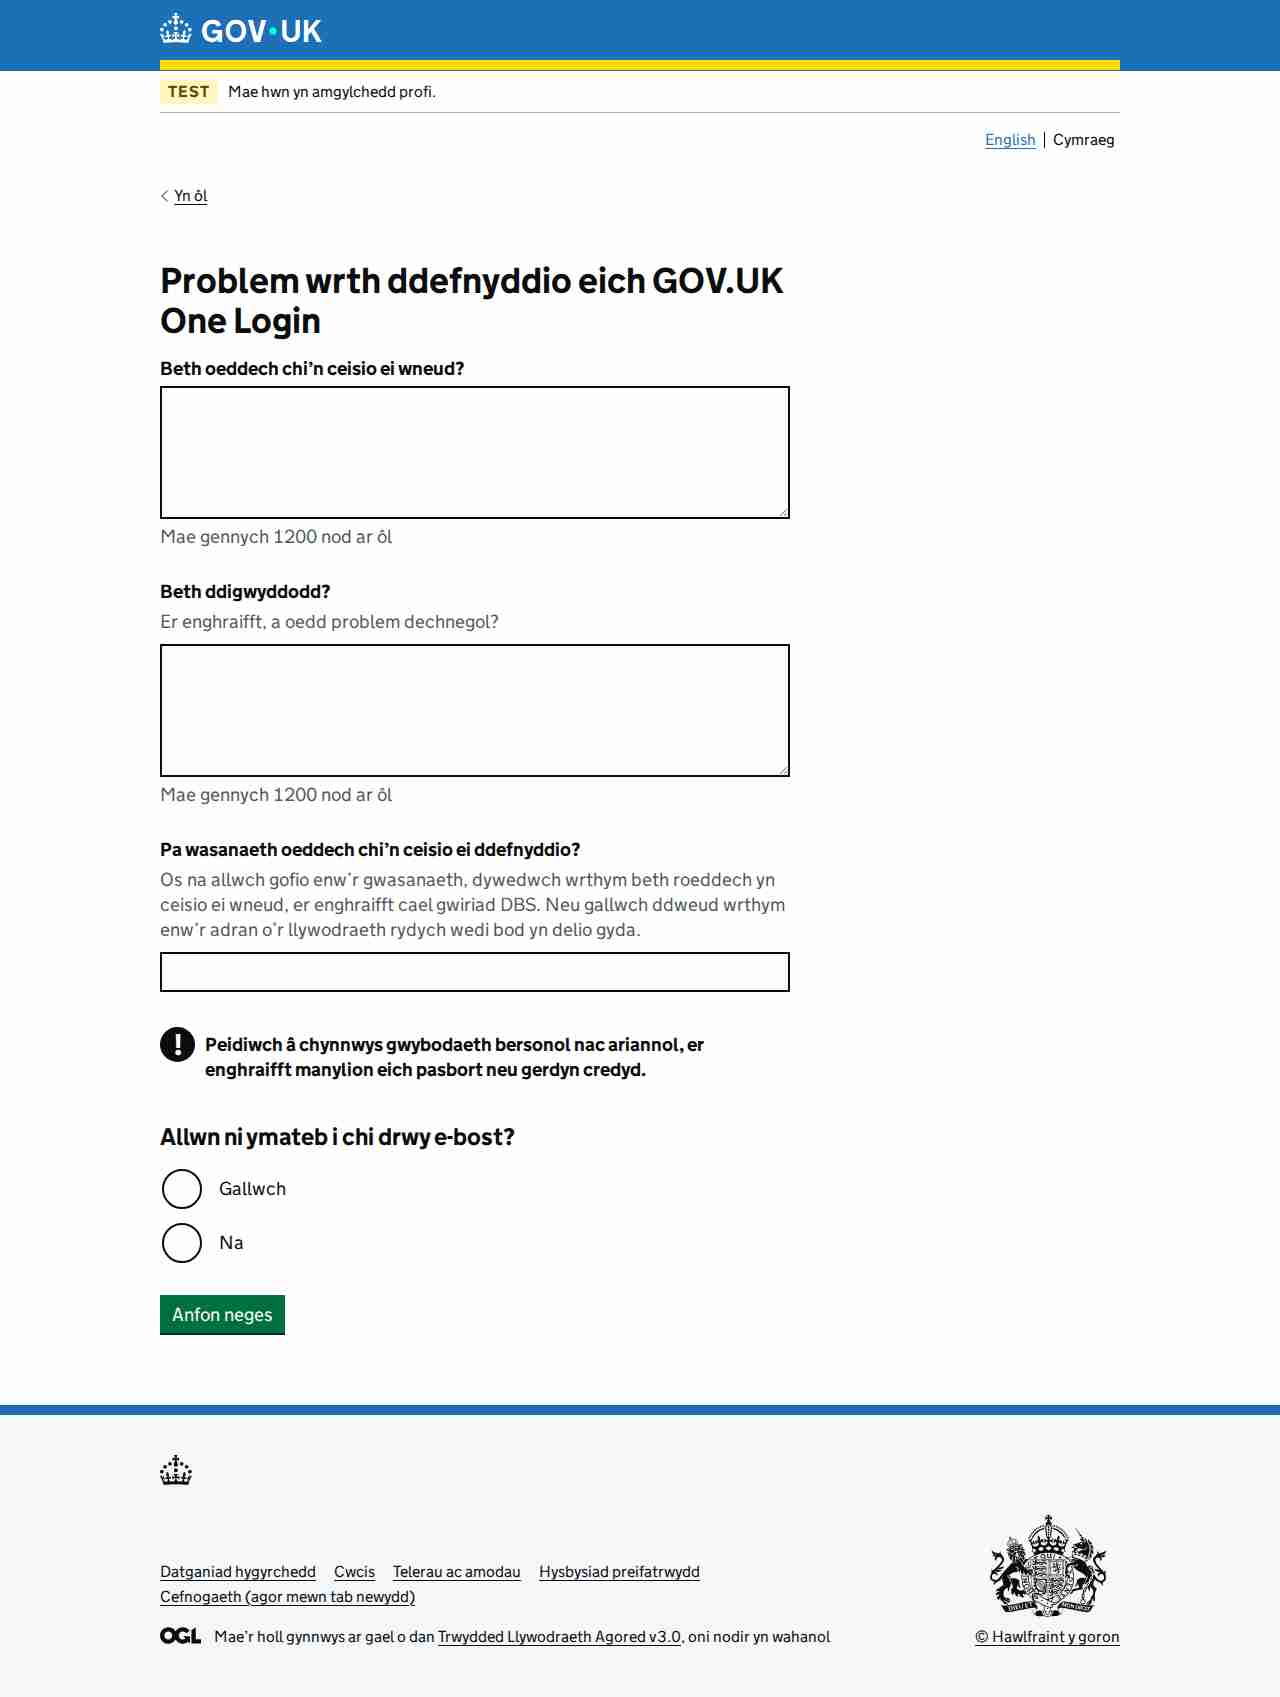 GOV·UK
TEST Mae hwn yn amgylchedd profi.
English Cymraeg
Yn ôl
Problem wrth ddefnyddio eich GOV.UK
One Login
Beth oeddech chi’n ceisio ei wneud?
Mae gennych 1200 nod ar ôl
Beth ddigwyddodd?
Er enghraifft, a oedd problem dechnegol?
Mae gennych 1200 nod ar ôl
Pa wasanaeth oeddech chi’n ceisio ei ddefnyddio?
Os na allwch gofio enw’r gwasanaeth, dywedwch wrthym beth roeddech yn
ceisio ei wneud, er enghraifft cael gwiriad DBS. Neu gallwch ddweud wrthym
enw’r adran o’r llywodraeth rydych wedi bod yn delio gyda.
! Peidiwch â chynnwys gwybodaeth bersonol nac ariannol, er
enghraifft manylion eich pasbort neu gerdyn credyd.
Allwn ni ymateb i chi drwy e-bost?
Gallwch
Na
Anfon neges
Datganiad hygyrchedd Cwcis Telerau ac amodau Hysbysiad preifatrwydd
Cefnogaeth (agor mewn tab newydd)
OGL Mae’r holl gynnwys ar gael o dan Trwydded Llywodraeth Agored v3.0, oni nodir yn wahanol
© Hawlfraint y goron